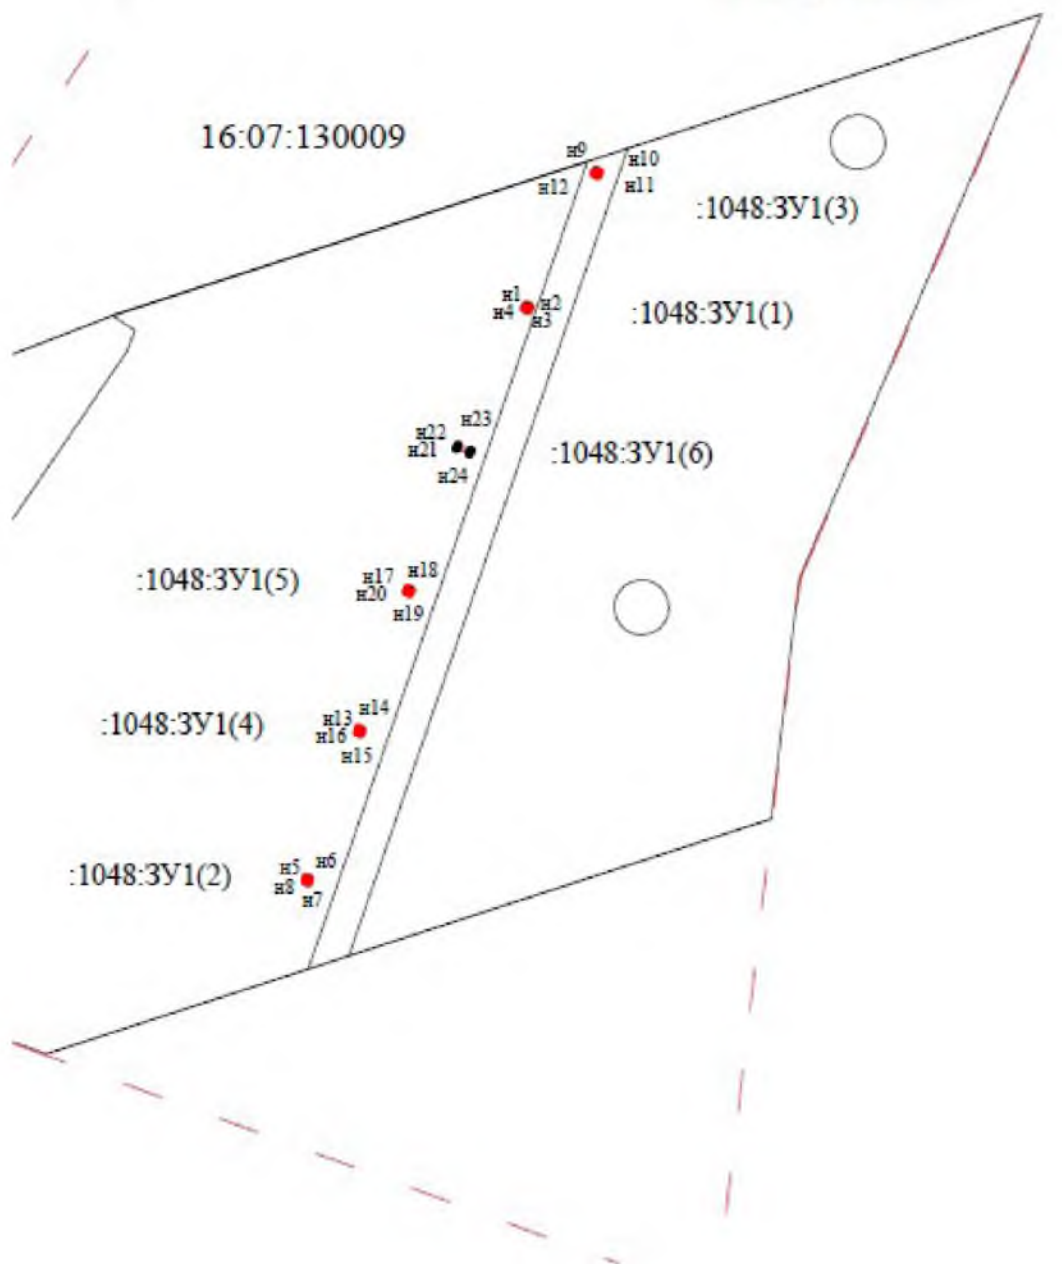 16:07:130009
н9
н10
н12
н11
:1048:ЗУ1(3)
н1
н2
н4
н3
:1048:ЗУ1(1)
н23
н22
н21
н24
:1048:ЗУ1(6)
:1048:ЗУ1(5)
н17
н18
н20
н19
:1048:ЗУ1(4)
н14
н13
н16
н15
:1048:ЗУ1(2)
н5
н6
н8
н7